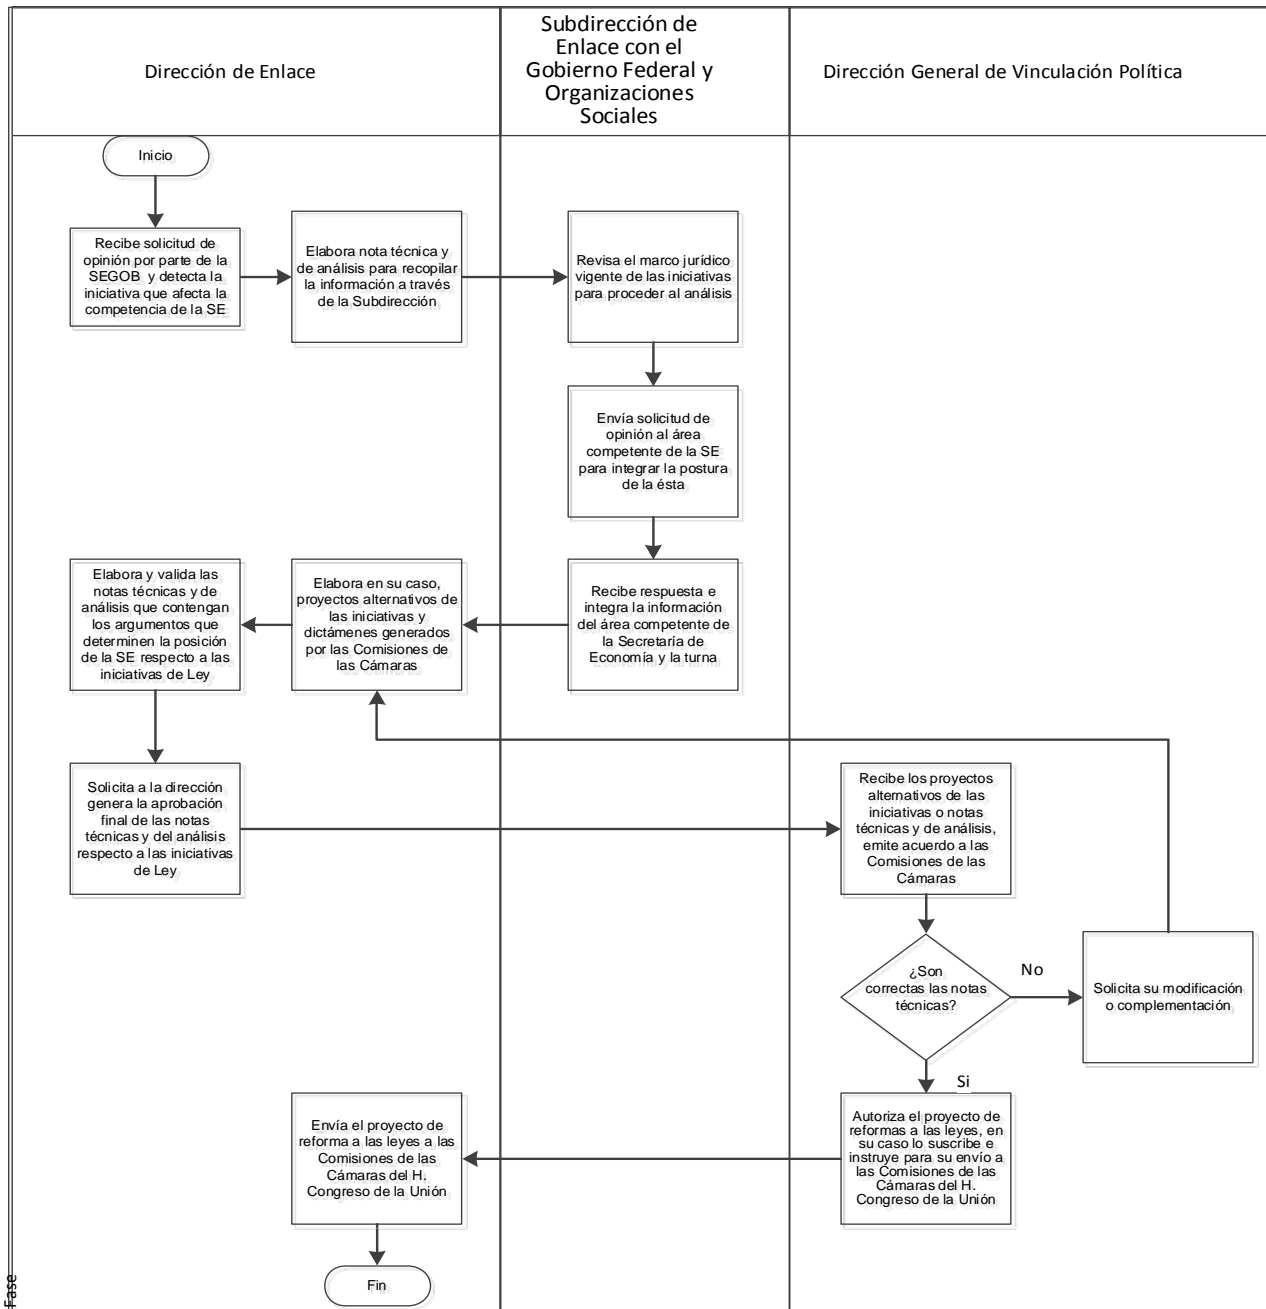 Dirección de Enlace
Subdirección de
Enlace con el
Gobierno Federal y
Organizaciones
Sociales
Dirección General de Vinculación Política
Inicio
Recibe solicitud de
opinión por parte de la
SEGOB y detecta la
iniciativa que afecta la
competencia de la SE
Elabora nota técnica y
de análisis para recopilar
la información a través
de la Subdirección
Revisa el marco jurídico
vigente de las iniciativas
para proceder al análisis
Envía solicitud de
opinión al área
competente de la SE
para integrar la postura
de la ésta
Elabora y valida las
notas técnicas y de
análisis que contengan
los argumentos que
determinen la posición
de la SE respecto a las
iniciativas de Ley
Elabora en su caso,
proyectos alternativos de
las iniciativas y
dictámenes generados
por las Comisiones de
las Cámaras
Recibe respuesta e
integra la información
del área competente de
la Secretaría de
Economía y la turna
Solicita a la dirección
genera la aprobación
final de las notas
técnicas y del análisis
respecto a las iniciativas
de Ley
Recibe los proyectos
alternativos de las
iniciativas o notas
técnicas y de análisis,
emite acuerdo a las
Comisiones de las
Cámaras
¿Son
correctas las notas
técnicas?
No
Solicita su modificación
o complementación
Si
Envía el proyecto de
reforma a las leyes a las
Comisiones de las
Cámaras del H.
Congreso de la Unión
Autoriza el proyecto de
reformas a las leyes, en
su caso lo suscribe e
instruye para su envío a
las Comisiones de las
Cámaras del H.
Congreso de la Unión
Fin
Fase